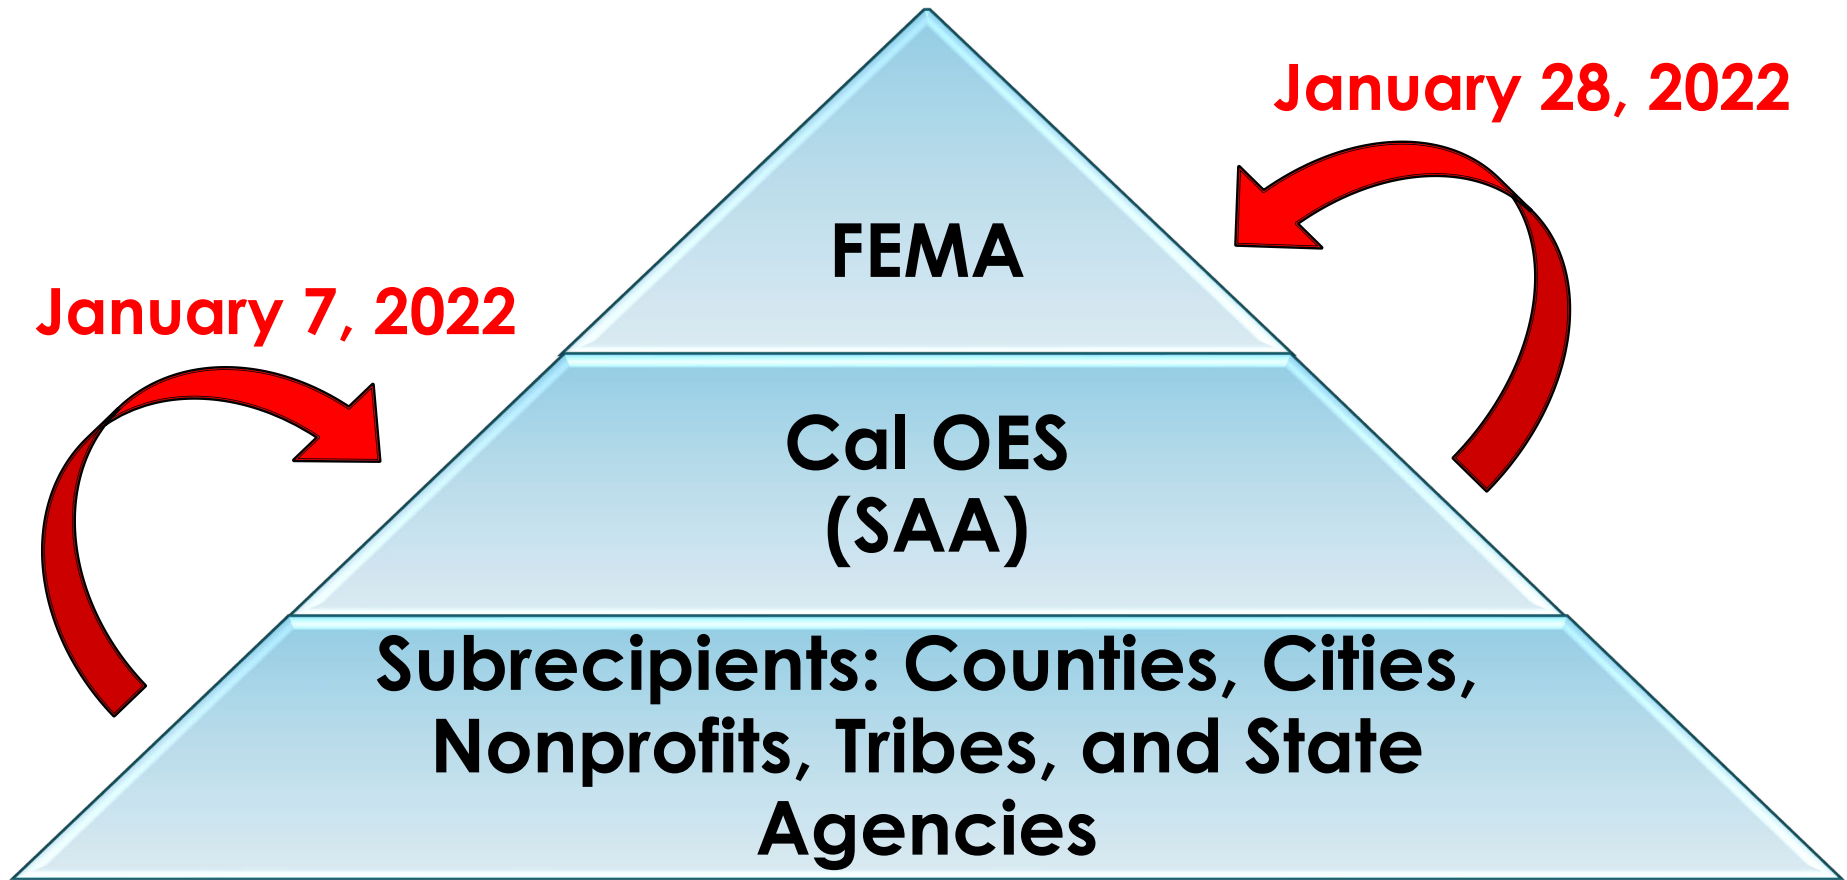 January 28, 2022
FEMA
January 7, 2022
Cal OES
(SAA)
Subrecipients: Counties, Cities,
Nonprofits, Tribes, and State
Agencies